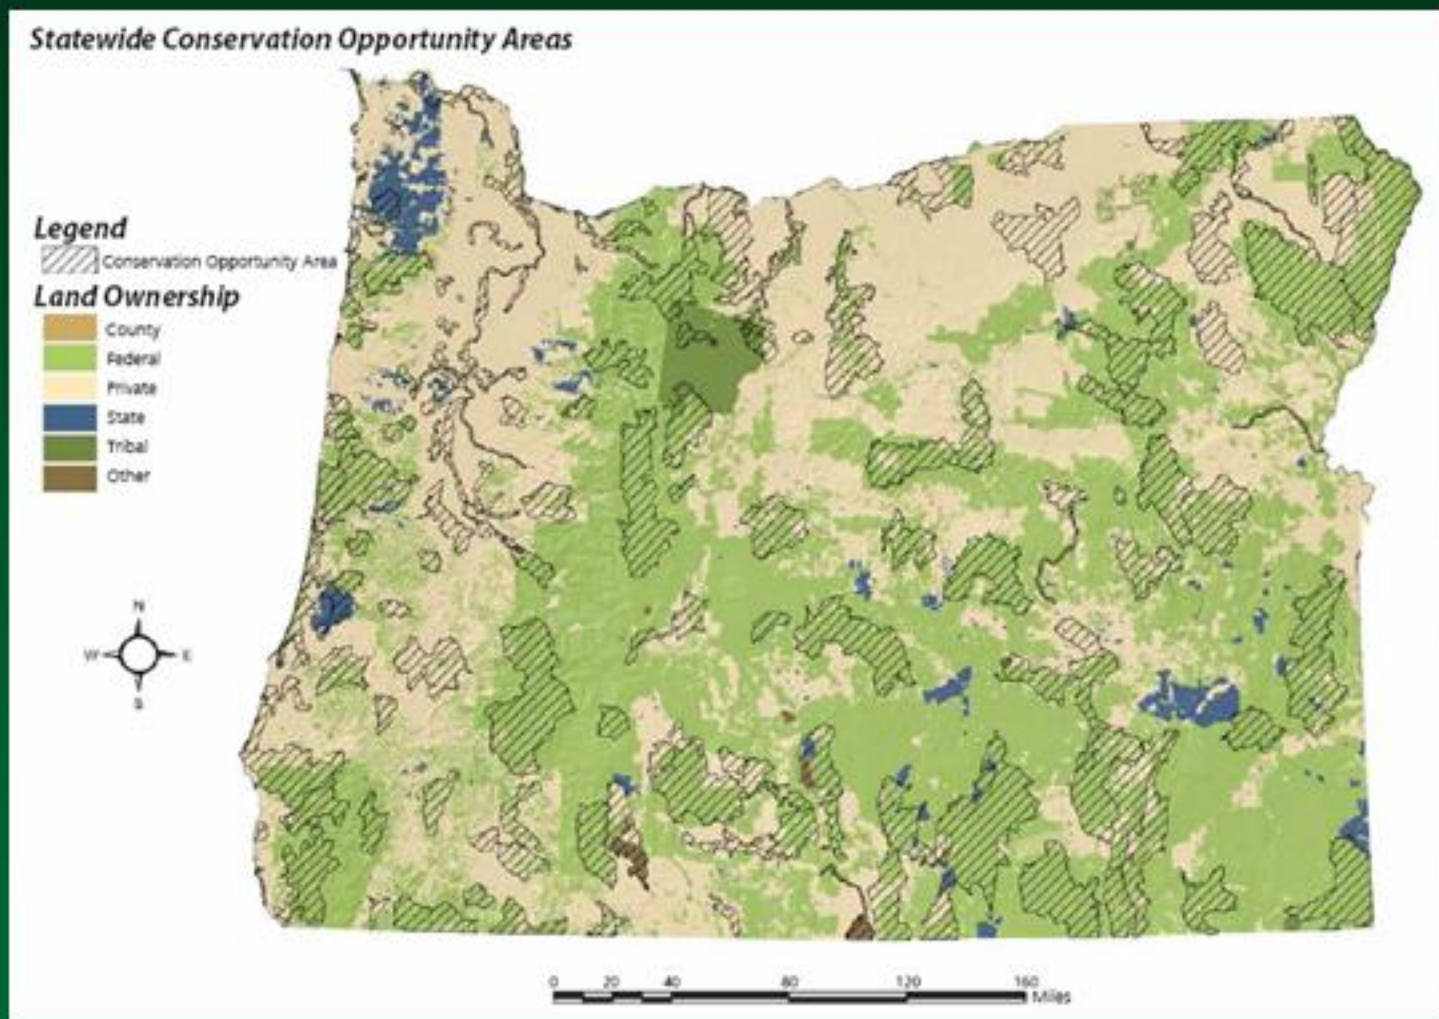 Statewide Conservation Opportunity Areas
Legend
Conservation Opportunity Area
Land Ownership
County
Federal
Private
State
Tribal
Other
N
W E
S
0 20 40 80 120 160
Miles